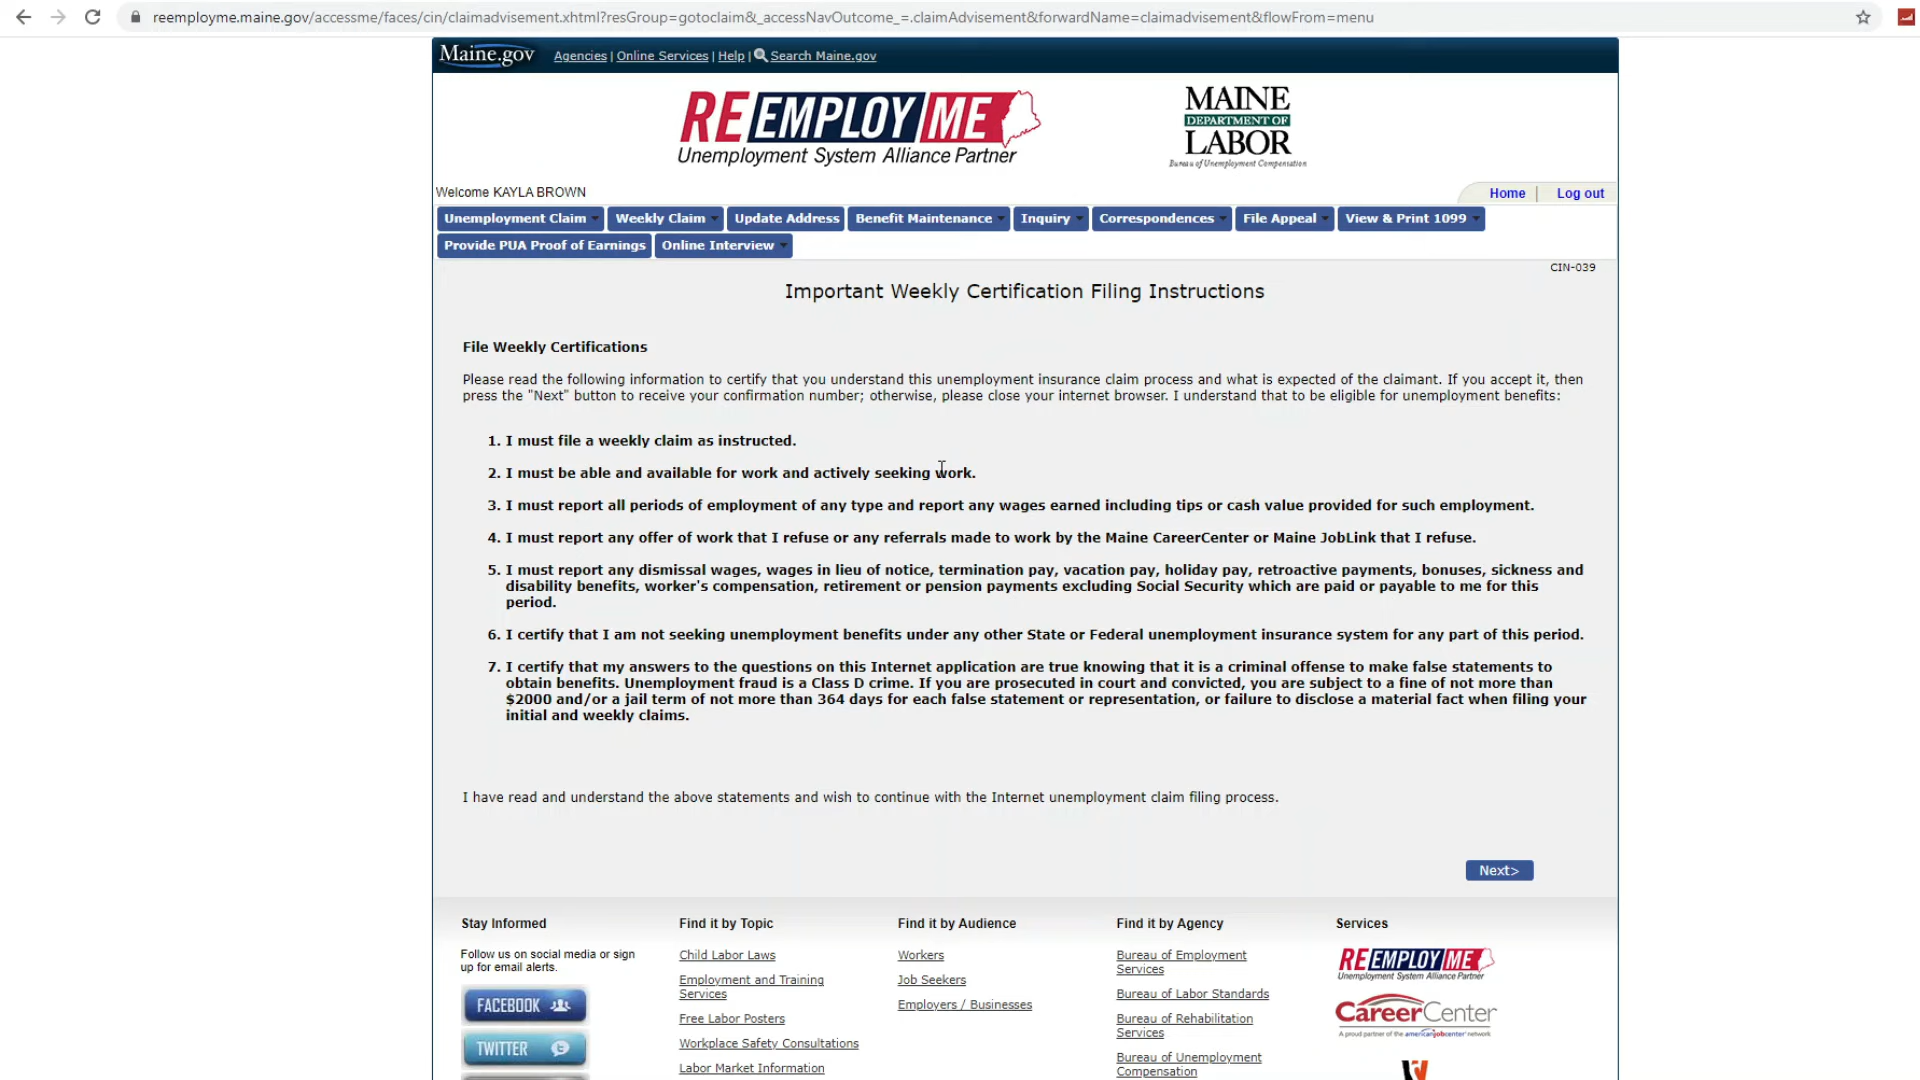 reemployme.maine.gov/accessme/faces/cin/claimadvisement.xhtml?resGroup=gotoclaim&_accessNavOutcome_=.claimAdvisement&forwardName=claimadvisement&flowFrom=menu
Maine.gov Agencies | Online Services | Help | Search Maine.gov
REEMPLOYME
Unemployment System Alliance Partner
MAINE
DEPARTMENT OF
LABOR
Bureau of Unemployment Compensation
Welcome KAYLA BROWN
Home | Log out
Unemployment Claim Weekly Claim Update Address Benefit Maintenance Inquiry Correspondences File Appeal View & Print 1099
Provide PUA Proof of Earnings Online Interview
CIN-039
Important Weekly Certification Filing Instructions
File Weekly Certifications
Please read the following information to certify that you understand this unemployment insurance claim process and what is expected of the claimant. If you accept it, then
press the "Next" button to receive your confirmation number; otherwise, please close your internet browser. I understand that to be eligible for unemployment benefits:
1. I must file a weekly claim as instructed.
2. I must be able and available for work and actively seeking work.
3. I must report all periods of employment of any type and report any wages earned including tips or cash value provided for such employment.
4. I must report any offer of work that I refuse or any referrals made to work by the Maine CareerCenter or Maine JobLink that I refuse.
5. I must report any dismissal wages, wages in lieu of notice, termination pay, vacation pay, holiday pay, retroactive payments, bonuses, sickness and
disability benefits, worker's compensation, retirement or pension payments excluding Social Security which are paid or payable to me for this
period.
6. I certify that I am not seeking unemployment benefits under any other State or Federal unemployment insurance system for any part of this period.
7. I certify that my answers to the questions on this Internet application are true knowing that it is a criminal offense to make false statements to
obtain benefits. Unemployment fraud is a Class D crime. If you are prosecuted in court and convicted, you are subject to a fine of not more than
$2000 and/or a jail term of not more than 364 days for each false statement or representation, or failure to disclose a material fact when filing your
initial and weekly claims.
I have read and understand the above statements and wish to continue with the Internet unemployment claim filing process.
Next>
Stay Informed
Follow us on social media or sign
up for email alerts.
FACEBOOK
TWITTER
Find it by Topic
Child Labor Laws
Employment and Training
Services
Free Labor Posters
Workplace Safety Consultations
Labor Market Information
Find it by Audience
Workers
Job Seekers
Employers / Businesses
Find it by Agency
Bureau of Employment
Services
Bureau of Labor Standards
Bureau of Rehabilitation
Services
Bureau of Unemployment
Compensation
Services
REEMPLOYME
Unemployment System Alliance Partner
CareerCenter
A proud partner of the americanjobcenter network